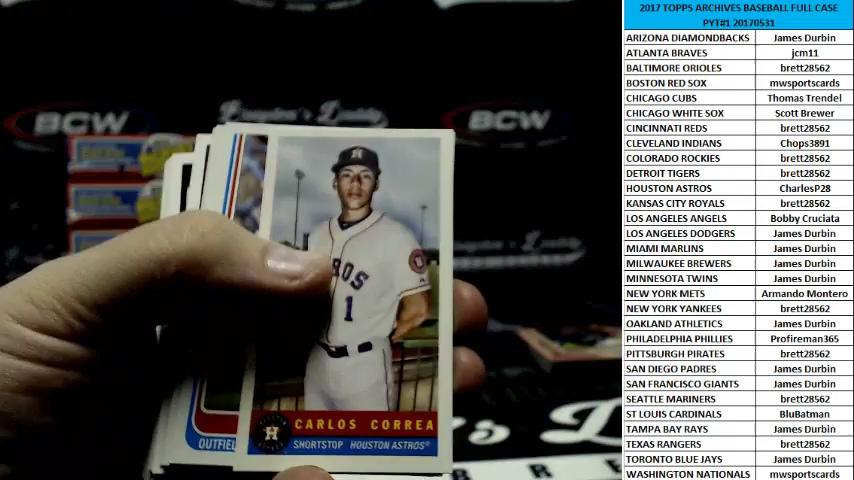 BCW
BCW
ROS
1
CARLOS CORREA
SHORTSTOP HOUSTON ASTROS
OUTFIEL
2017 TOPPS ARCHIVES BASEBALL FULL CASE
PYT#1 20170531
ARIZONA DIAMONDBACKS James Durbin
ATLANTA BRAVES jcm11
BALTIMORE ORIOLES brett28562
BOSTON RED SOX mwsportscards
CHICAGO CUBS Thomas Trendel
CHICAGO WHITE SOX Scott Brewer
CINCINNATI REDS brett28562
CLEVELAND INDIANS Chops3891
COLORADO ROCKIES brett28562
DETROIT TIGERS brett28562
HOUSTON ASTROS CharlesP28
KANSAS CITY ROYALS brett28562
LOS ANGELES ANGELS Bobby Cruciata
LOS ANGELES DODGERS James Durbin
MIAMI MARLINS James Durbin
MILWAUKEE BREWERS James Durbin
MINNESOTA TWINS James Durbin
NEW YORK METS Armando Montero
NEW YORK YANKEES brett28562
OAKLAND ATHLETICS James Durbin
PHILADELPHIA PHILLIES Profireman365
PITTSBURGH PIRATES brett28562
SAN DIEGO PADRES James Durbin
SAN FRANCISCO GIANTS James Durbin
SEATTLE MARINERS brett28562
ST LOUIS CARDINALS BluBatman
TAMPA BAY RAYS James Durbin
TEXAS RANGERS brett28562
TORONTO BLUE JAYS James Durbin
WASHINGTON NATIONALS mwsportscards